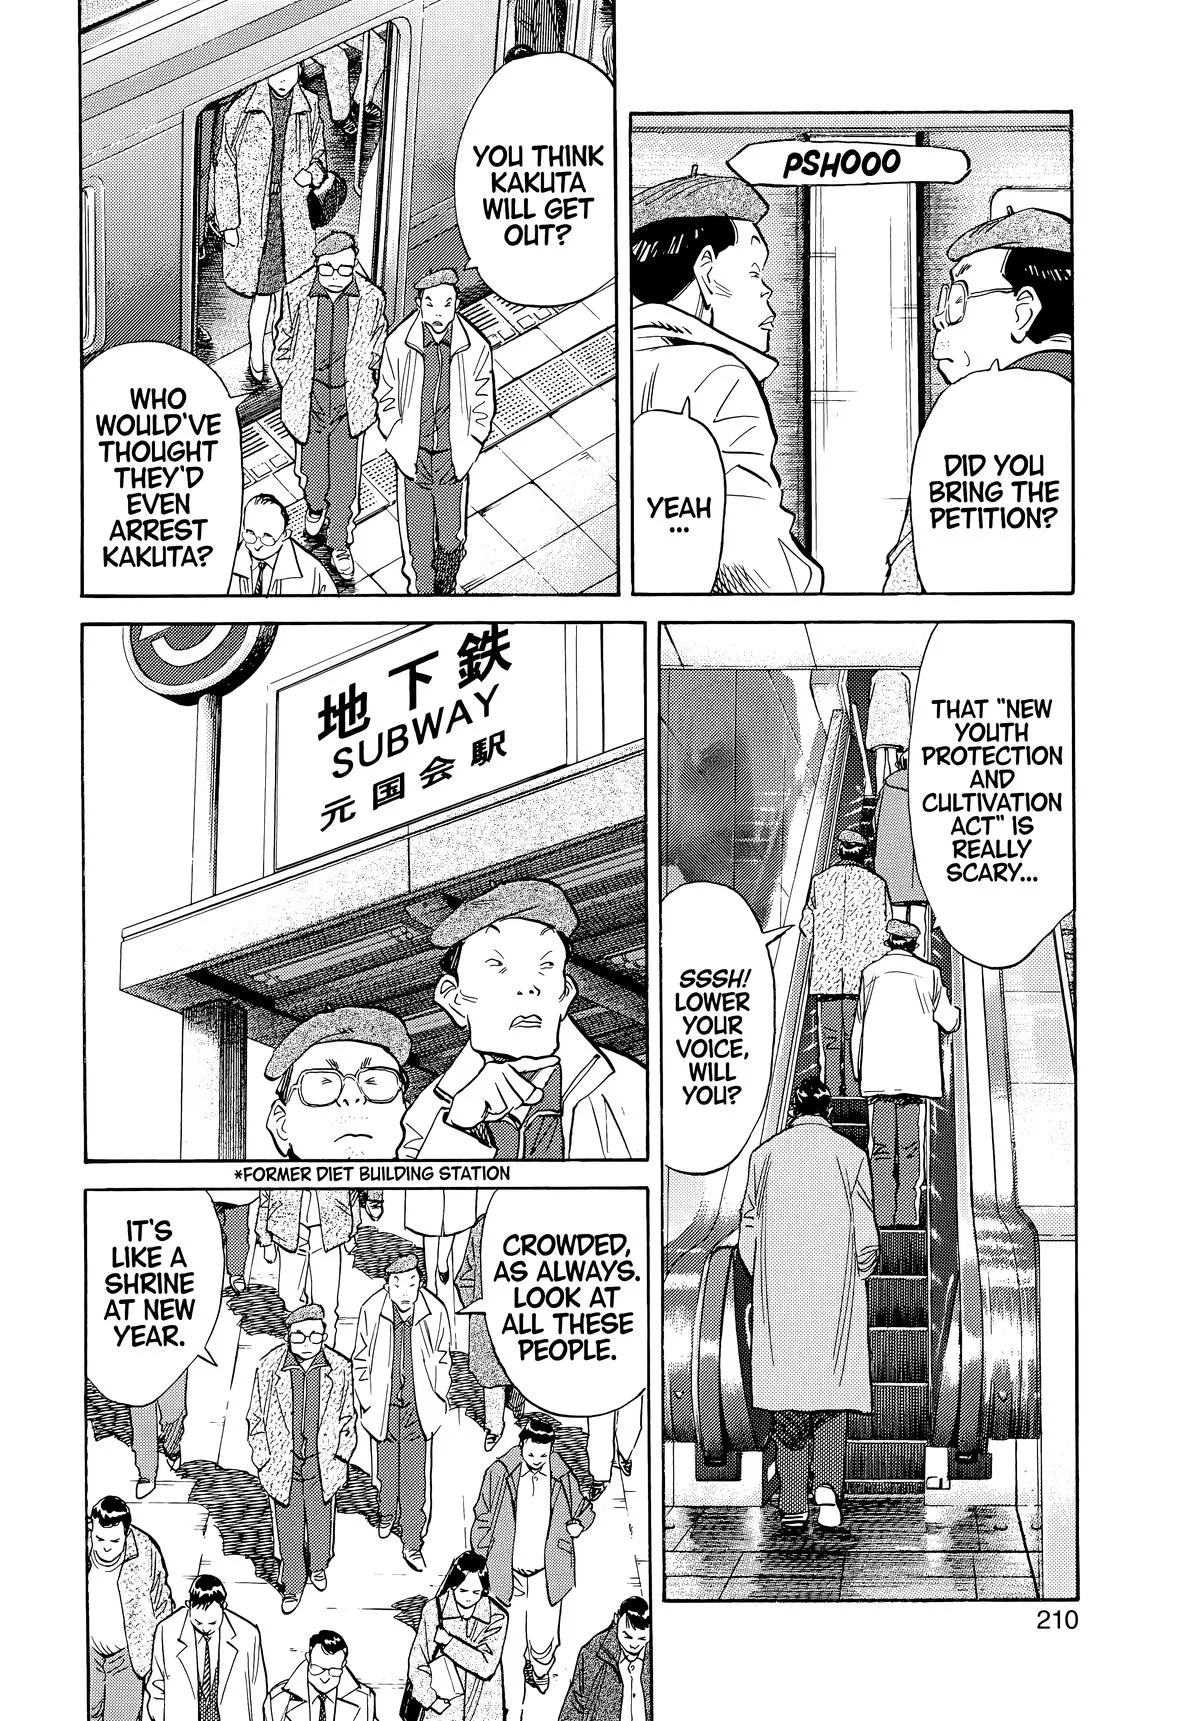 PSHOOO
DID YOU
BRING THE
PETITION?
YEAH
...
YOU THINK
KAKUTA
WILL GET
OUT?
WHO
WOULD'VE
THOUGHT
THEY'D
EVEN
ARREST
KAKUTA?
THAT "NEW
YOUTH
PROTECTION
AND
CULTIVATION
ACT" IS
REALLY
SCARY...
SSSH!
LOWER
YOUR
VOICE,
WILL
YOU?
地下鉄
SUBWAY
元国会駅
*FORMER DIET BUILDING STATION
CROWDED,
AS ALWAYS.
LOOK AT
ALL THESE
PEOPLE.
IT'S
LIKE A
SHRINE
AT NEW
YEAR.
210